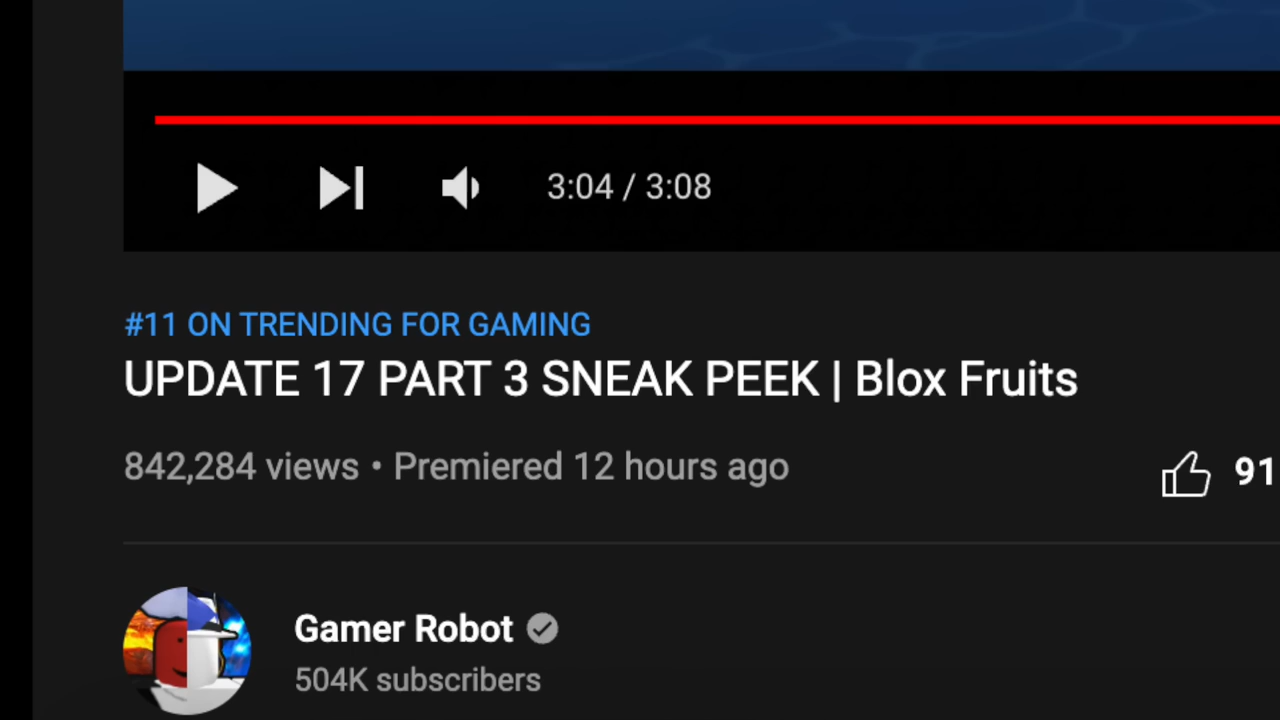 3:04 / 3:08
#11 ON TRENDING FOR GAMING
UPDATE 17 PART 3 SNEAK PEEK | Blox Fruits
842,284 views • Premiered 12 hours ago
91
Gamer Robot
504K subscribers